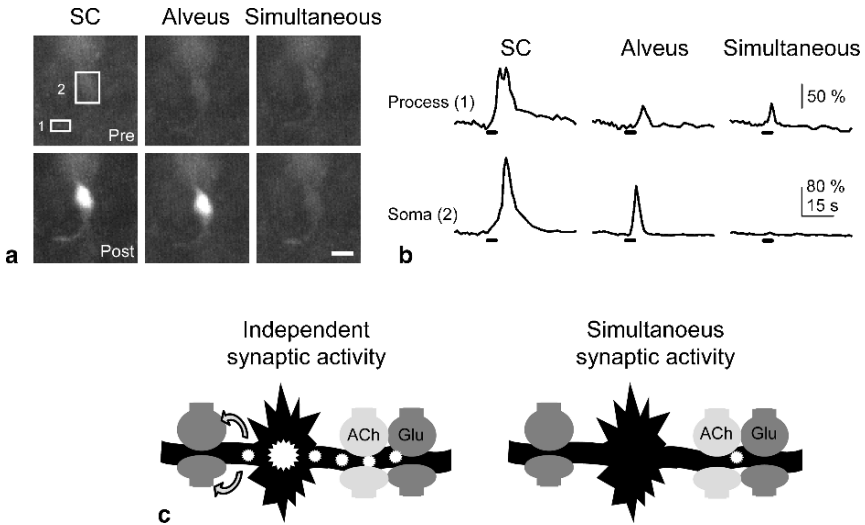 SC Alveus Simultaneous
2
1
Pre
Post
a
SC Alveus Simultaneous
Process (1)
50 %
Soma (2)
80 %
15 s
b
Independent
synaptic activity
Simultanoeus
synaptic activity
ACh Glu
ACh Glu
c